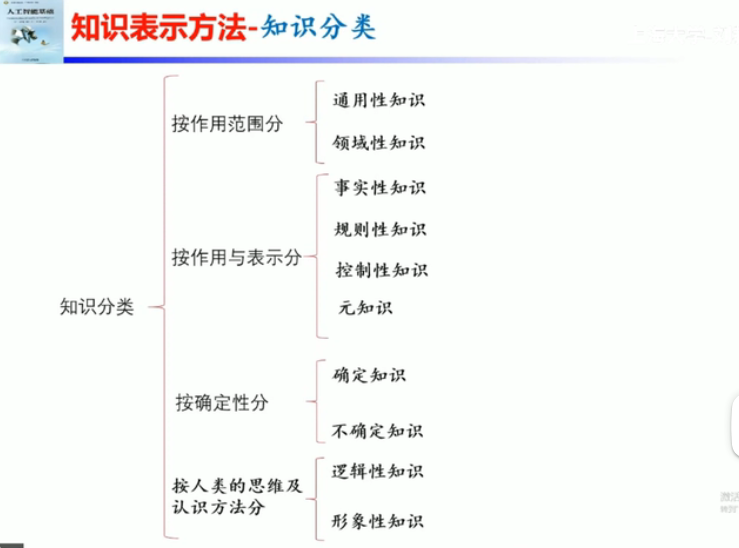 人工智能基础
知识表示方法-知识分类
通用性知识
按作用范围分
领域性知识
事实性知识
规则性知识
按作用与表示分
控制性知识
元知识
知识分类
确定知识
按确定性分
不确定知识
逻辑性知识
按人类的思维及
认识方法分
形象性知识
激活